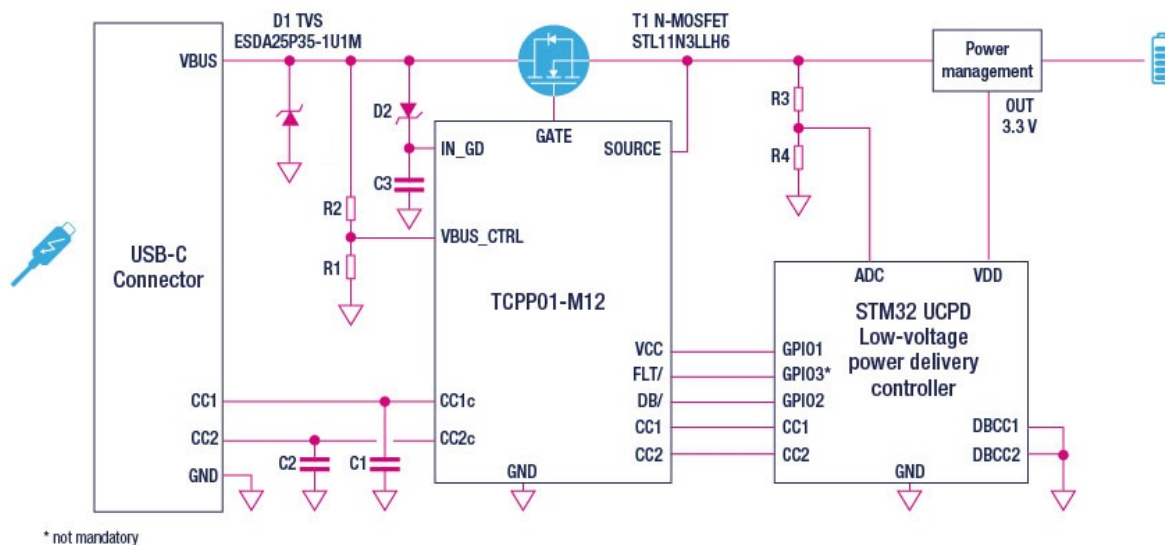 D1 TVS
ESDA25P35-1U1M
T1 N-MOSFET
STL11N3LLH6
VBUS
Power
management
D2
R3
OUT
3.3 V
GATE
IN_GD
SOURCE
C3
R4
R2
VBUS_CTRL
USB-C
Connector
R1
ADC
VDD
TCPP01-M12
STM32 UCPD
Low-voltage
power delivery
controller
VCC
GPIO1
FLT/
GPIO3*
DB/
GPIO2
CC1
CC1c
CC1
CC1
DBCC1
CC2
CC2c
CC2
CC2
DBCC2
C2
C1
GND
GND
GND
* not mandatory